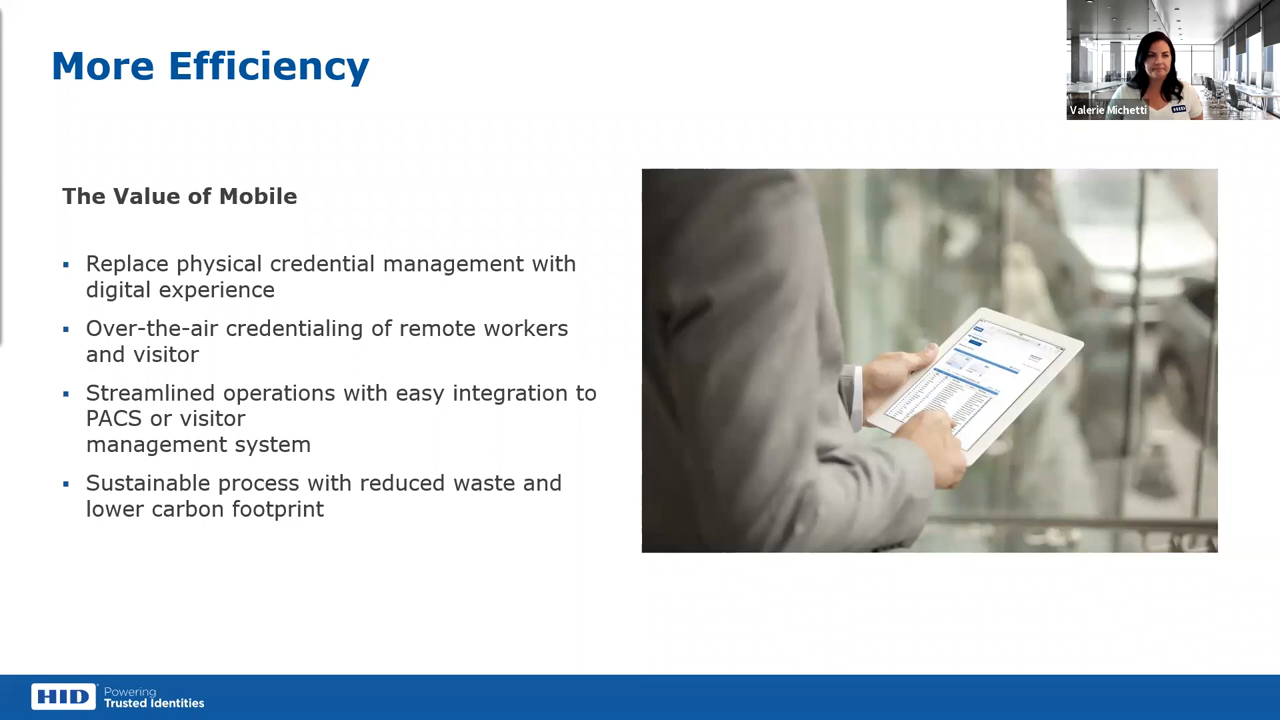 More Efficiency
Valerie Michetti
HID
The Value of Mobile
Replace physical credential management with
digital experience
Over-the-air credentialing of remote workers
and visitor
Streamlined operations with easy integration to
PACS or visitor
management system
Sustainable process with reduced waste and
lower carbon footprint
HID
Powering
Trusted Identities